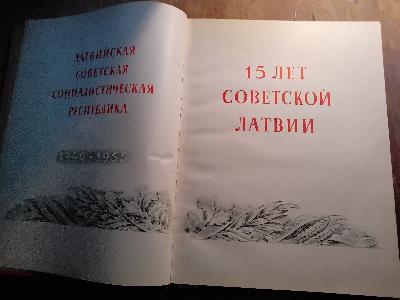 ЛАТВИЙСКАЯ
СОВЕТСКАЯ
СОЦИАЛИСТИЧЕСКАЯ
РЕСПУБЛИКА
1940-1955
15 ЛЕТ
СОВЕТСКОЙ
ЛАТВИИ